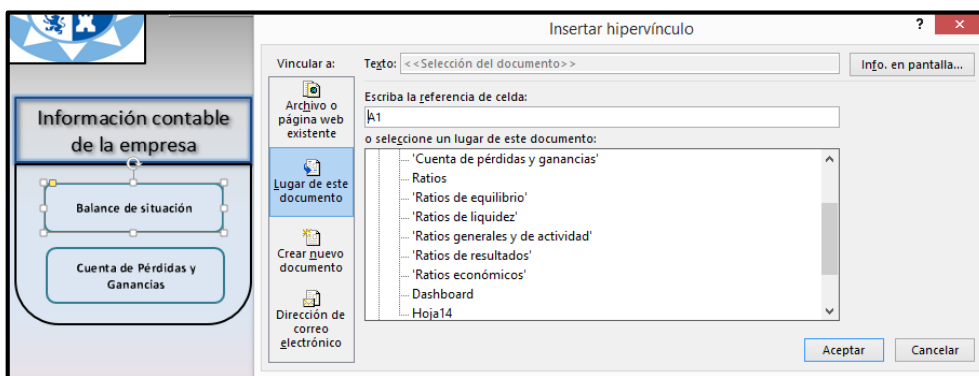 Información contable
de la empresa
Balance de situación
Cuenta de Pérdidas y
Ganancias
Insertar hipervínculo
?
×
Vincular a:
Texto: <<Selección del documento>>
Info. en pantalla...
Archivo o
página web
existente
Lugar de este
documento
Crear nuevo
documento
Dirección de
correo
electrónico
Escriba la referencia de celda:
A1
o seleccione un lugar de este documento:
'Cuenta de pérdidas y ganancias'
Ratios
'Ratios de equilibrio'
'Ratios de liquidez'
'Ratios generales y de actividad'
'Ratios de resultados'
'Ratios económicos'
Dashboard
Hoja14
Aceptar
Cancelar